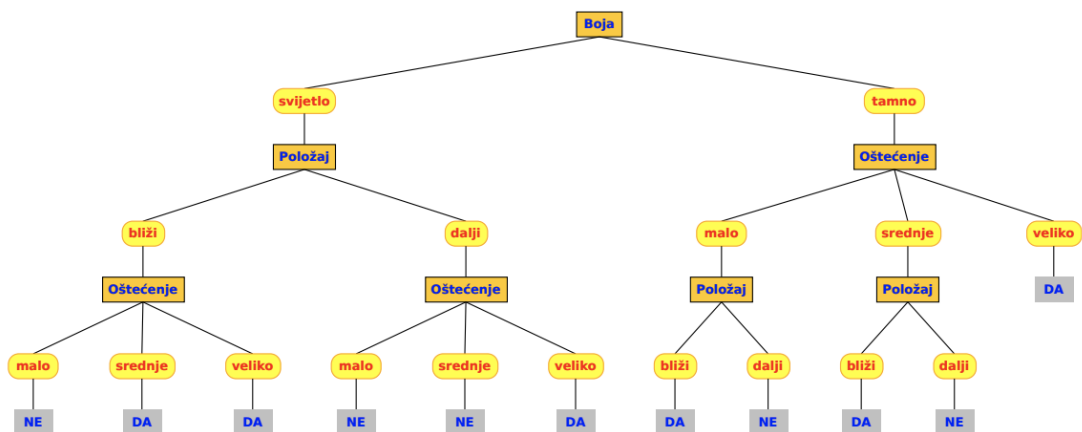 Boja
svijetlo tamno
Položaj Oštećenje
bliži dalji malo srednje veliko
Oštećenje Oštećenje Položaj Položaj DA
malo srednje veliko malo srednje veliko bliži dalji bliži dalji
NE DA DA NE NE DA DA NE DA NE